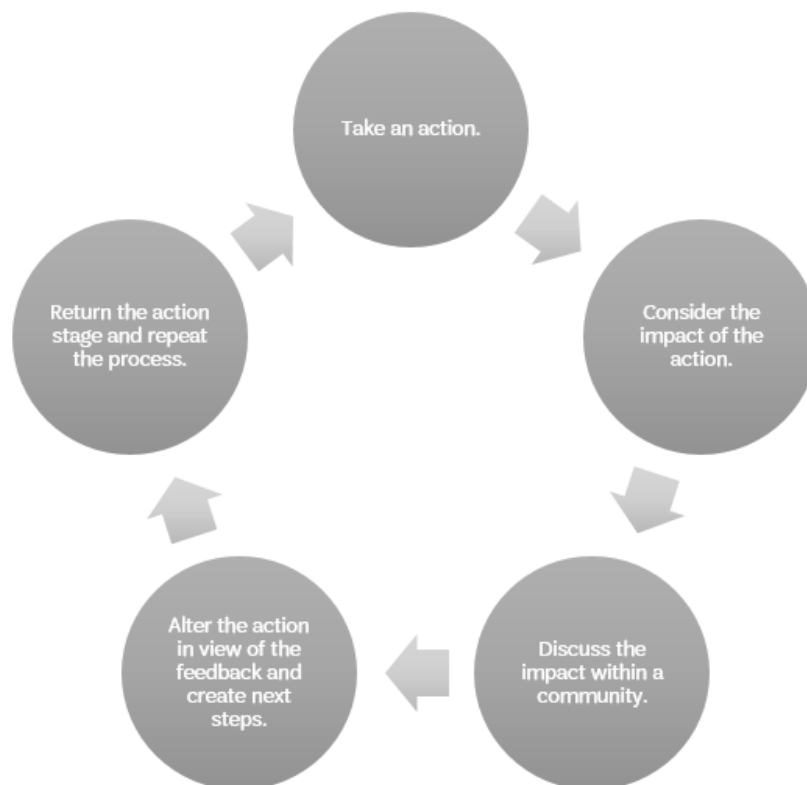 Take an action.
Consider the
impact of the
action.
Discuss the
impact within a
community.
Alter the action
in view of the
feedback and
create next
steps.
Return the action
stage and repeat
the process.